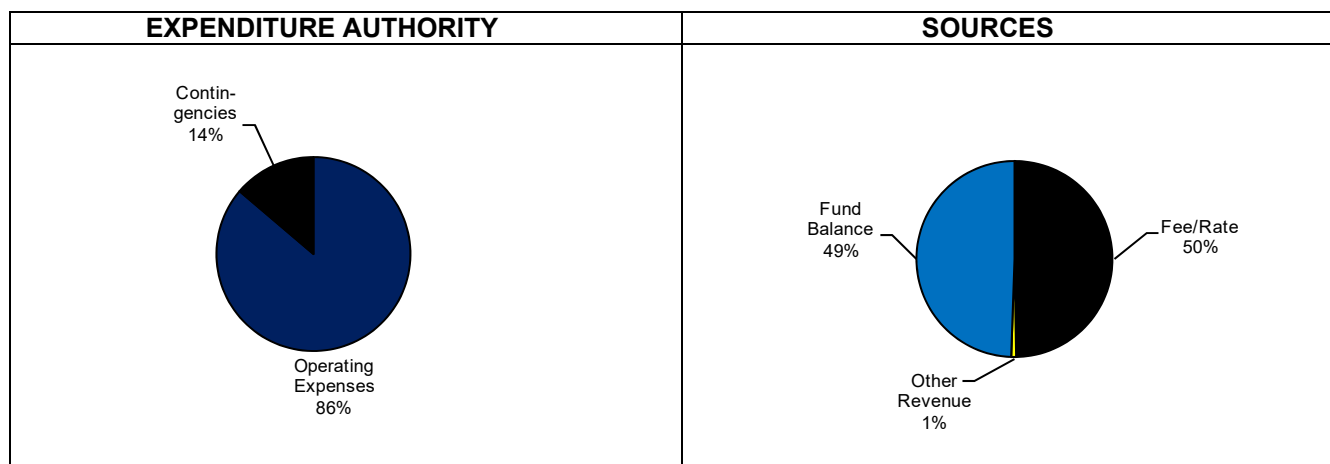 EXPENDITURE AUTHORITY
SOURCES
Contin-
gencies
14%
Operating
Expenses
86%
Fund
Balance
49%
Fee/Rate
50%
Other
Revenue
1%